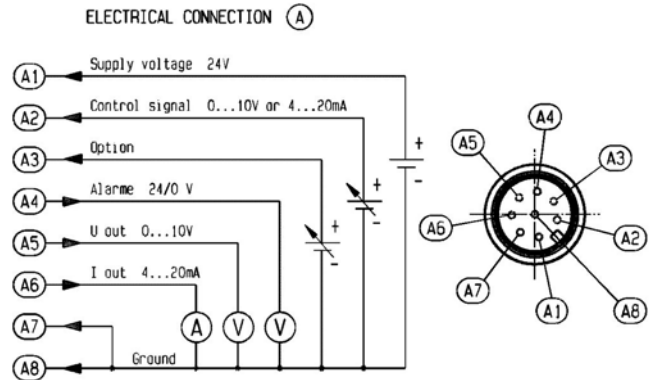 ELECTRICAL CONNECTION A
A1 Supply voltage 24V
A2 Control signal 0...10V or 4...20mA
A3 Option
A4 Alarme 24/0 V
A5 U out 0...10V
A6 I out 4...20mA
A7
A8 Ground
A V V
+ -
+ -
+ -
A4
A5 A3
A6 A2
A7 A1 A8